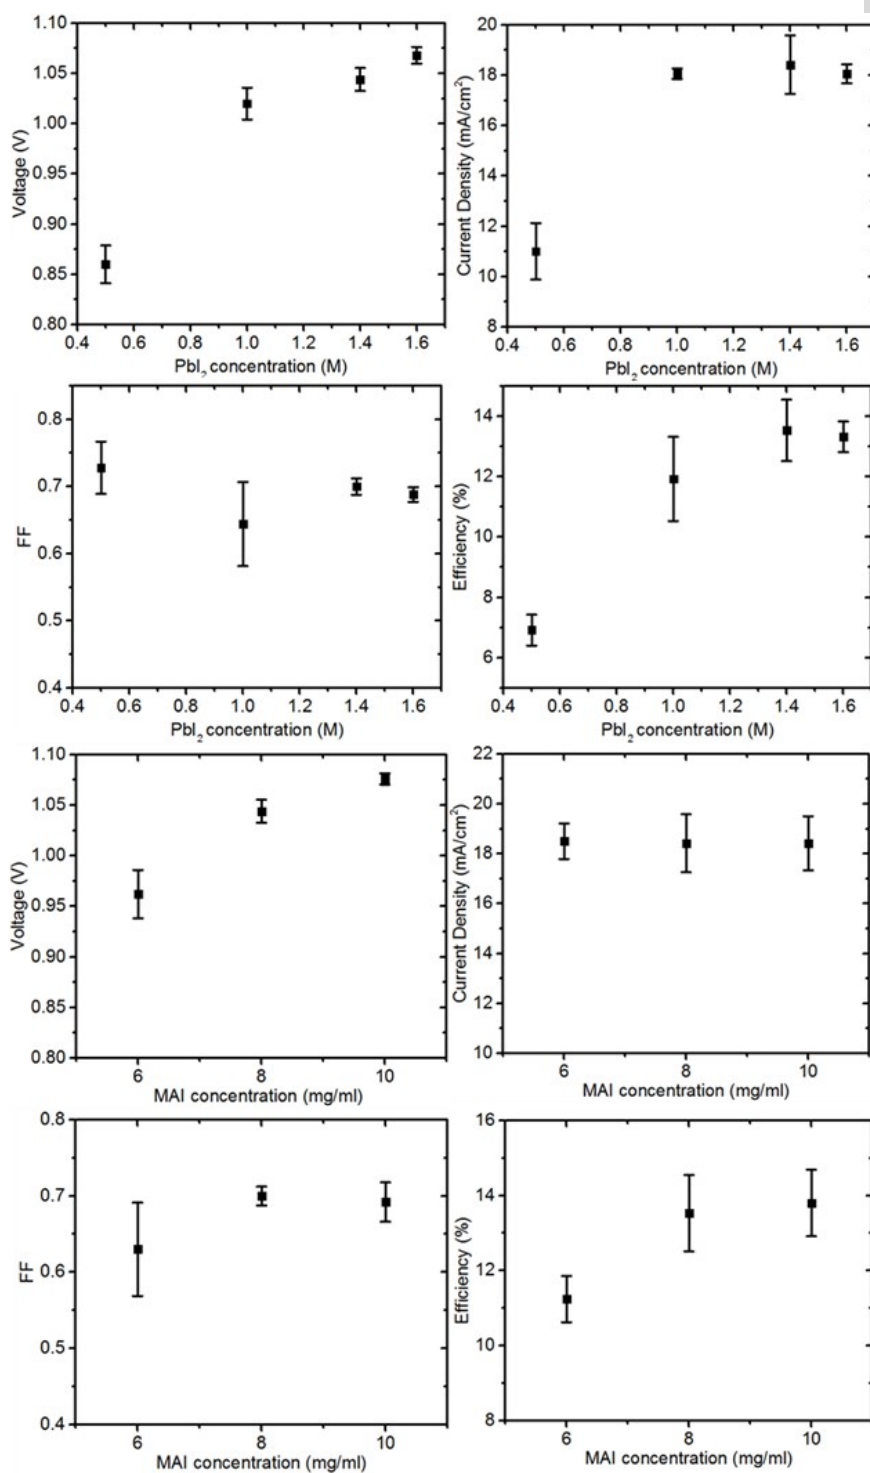 1.10
1.05
1.00
0.95
0.90
0.85
0.80
Voltage (V)
0.4 0.6 0.8 1.0 1.2 1.4 1.6
PbI2 concentration (M)
20
18
16
14
12
10
8
Current Density (mA/cm²)
0.4 0.6 0.8 1.0 1.2 1.4 1.6
PbI2 concentration (M)
0.8
0.7
0.6
0.5
0.4
FF
0.4 0.6 0.8 1.0 1.2 1.4 1.6
PbI2 concentration (M)
14
12
10
8
6
Efficiency (%)
0.4 0.6 0.8 1.0 1.2 1.4 1.6
PbI2 concentration (M)
1.10
1.05
1.00
0.95
0.90
0.85
0.80
Voltage (V)
6 8 10
MAI concentration (mg/ml)
22
20
18
16
14
12
10
Current Density (mA/cm²)
6 8 10
MAI concentration (mg/ml)
0.8
0.7
0.6
0.5
0.4
FF
6 8 10
MAI concentration (mg/ml)
16
14
12
10
8
Efficiency (%)
6 8 10
MAI concentration (mg/ml)